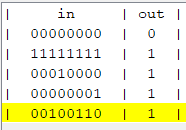 | in | out |
| 00000000 | 0 |
| 11111111 | 1 |
| 00010000 | 1 |
| 00000001 | 1 |
| 00100110 | 1 |